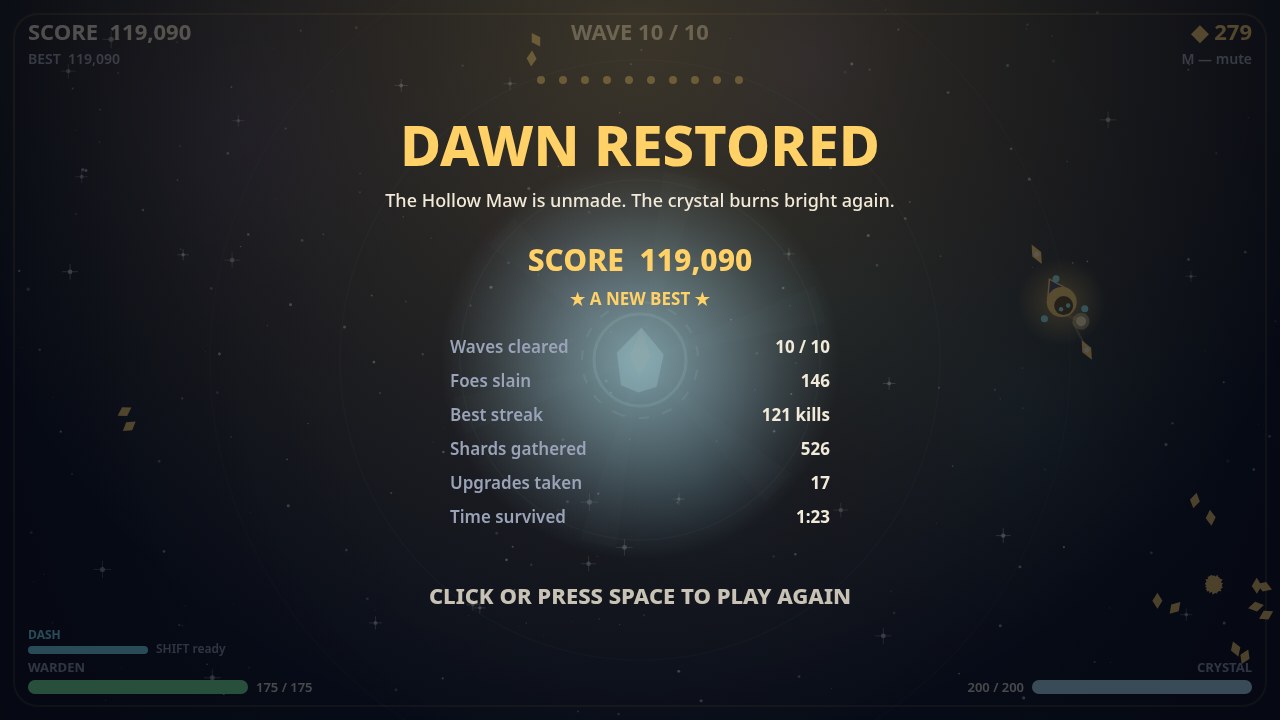 SCORE 119,090
WAVE 10 / 10
◆ 279
BEST 119,090
M — mute
DAWN RESTORED
The Hollow Maw is unmade. The crystal burns bright again.
SCORE 119,090
★ A NEW BEST ★
Waves cleared 10 / 10
Foes slain 146
Best streak 121 kills
Shards gathered 526
Upgrades taken 17
Time survived 1:23
CLICK OR PRESS SPACE TO PLAY AGAIN
DASH
SHIFT ready
WARDEN
175 / 175
CRYSTAL
200 / 200